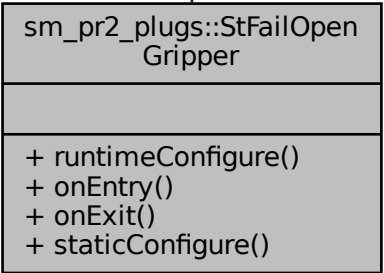 sm_pr2_plugs::StFailOpen
Gripper
+ runtimeConfigure()
+ onEntry()
+ onExit()
+ staticConfigure()